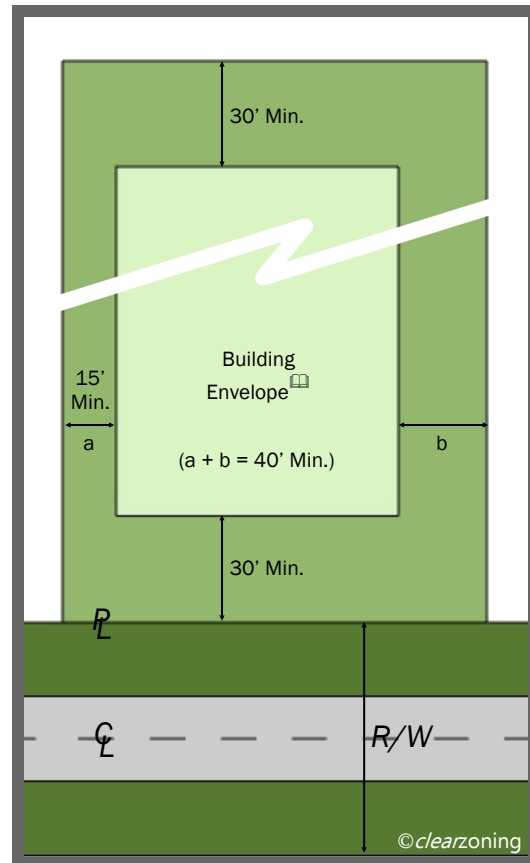 30’ Min.
Building
Envelope🕮
15’
Min.
a
b
(a + b = 40’ Min.)
30’ Min.
PL
CL
R/W
©clearzoning